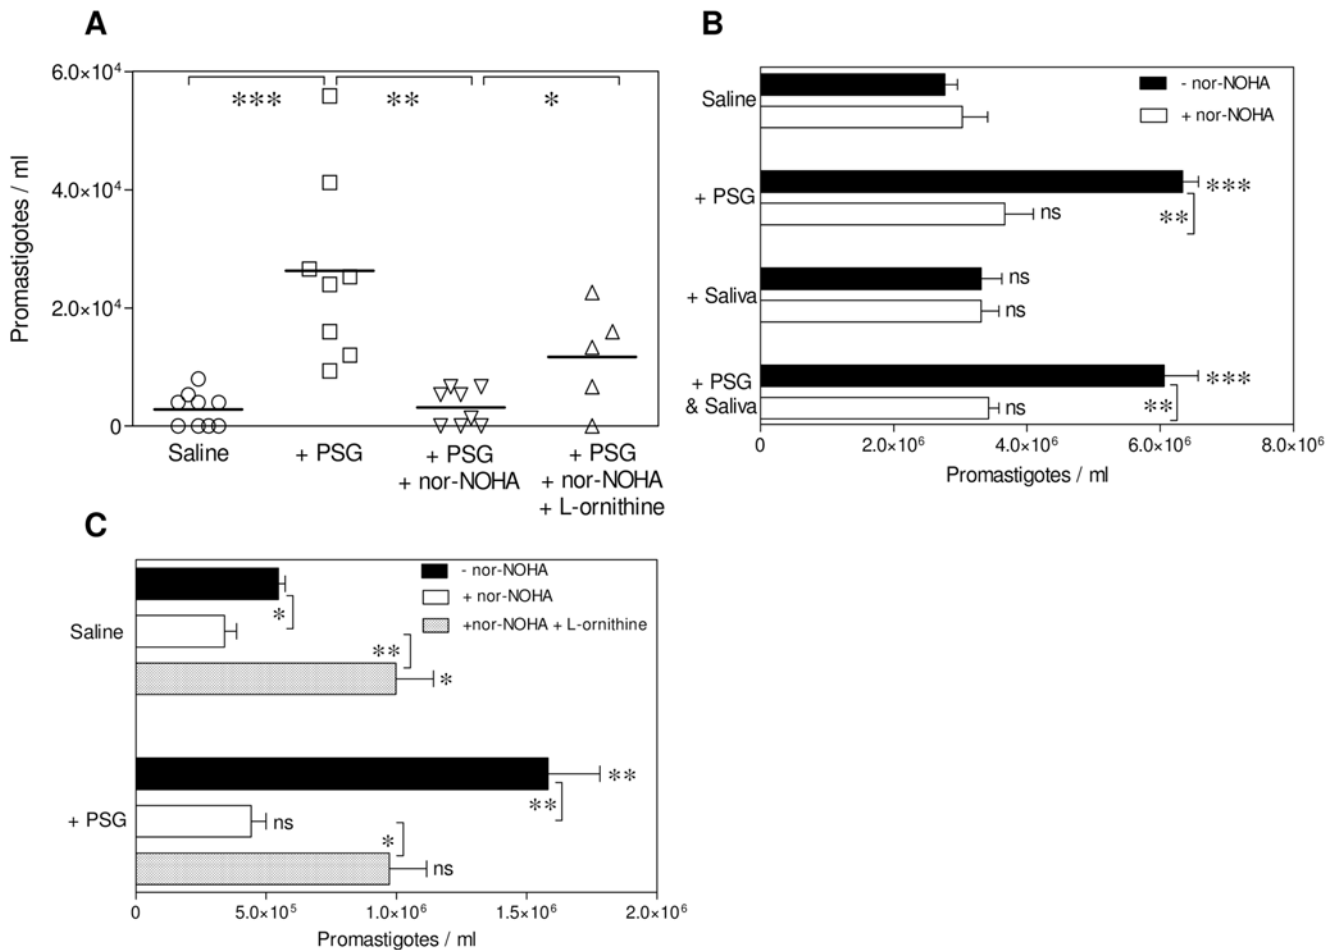 A
6.0×10⁴
4.0×10⁴
2.0×10⁴
0
Promastigotes / ml
*** ** *
Saline
+ PSG
+ PSG
+ nor-NOHA
+ PSG
+ nor-NOHA
+ L-ornithine
B
- nor-NOHA
+ nor-NOHA
Saline
+ PSG
***
**
ns
+ Saliva
ns
ns
+ PSG
& Saliva
***
**
ns
0 2.0×10⁶ 4.0×10⁶ 6.0×10⁶ 8.0×10⁶
Promastigotes / ml
C
- nor-NOHA
+ nor-NOHA
+nor-NOHA + L-ornithine
Saline
*
**
*
+ PSG
**
**
ns
*
ns
0 5.0×10⁵ 1.0×10⁶ 1.5×10⁶ 2.0×10⁶
Promastigotes / ml